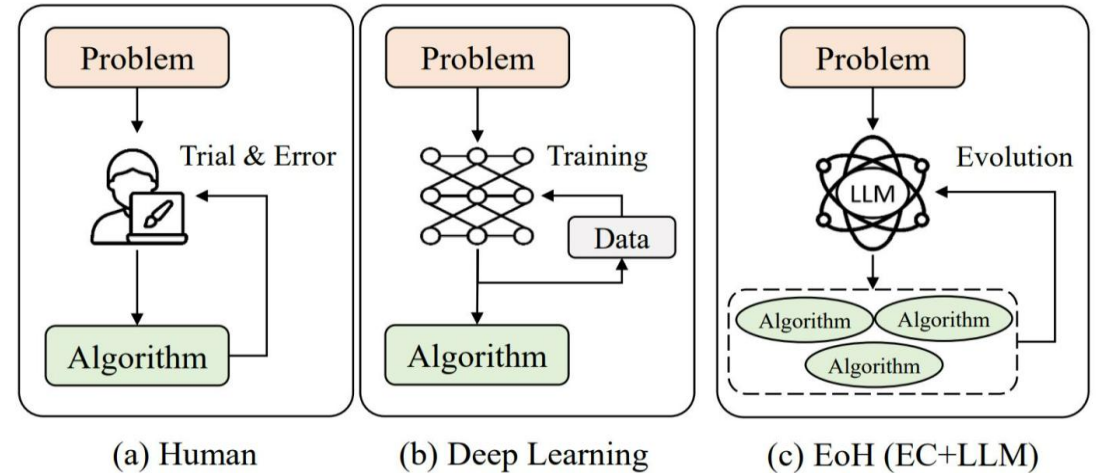 Problem
Trial & Error
Algorithm
(a) Human
Problem
Training
Data
Algorithm
(b) Deep Learning
Problem
Evolution
LLM
Algorithm
Algorithm
Algorithm
(c) EoH (EC+LLM)